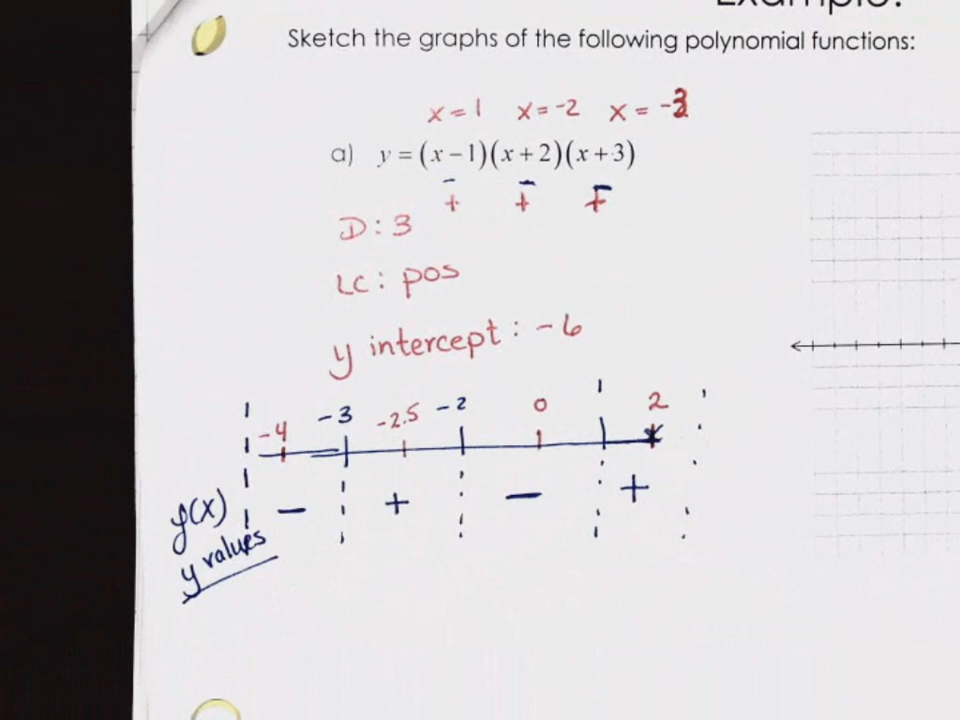 Example:
Sketch the graphs of the following polynomial functions:
x = 1 x = -2 x = -3
a) y = (x − 1)(x + 2)(x + 3)
- - -
+ + +
D: 3
LC: pos
y intercept: -6
-4 -3 -2.5 -2 0 1 2
f(x) − + − +
y values